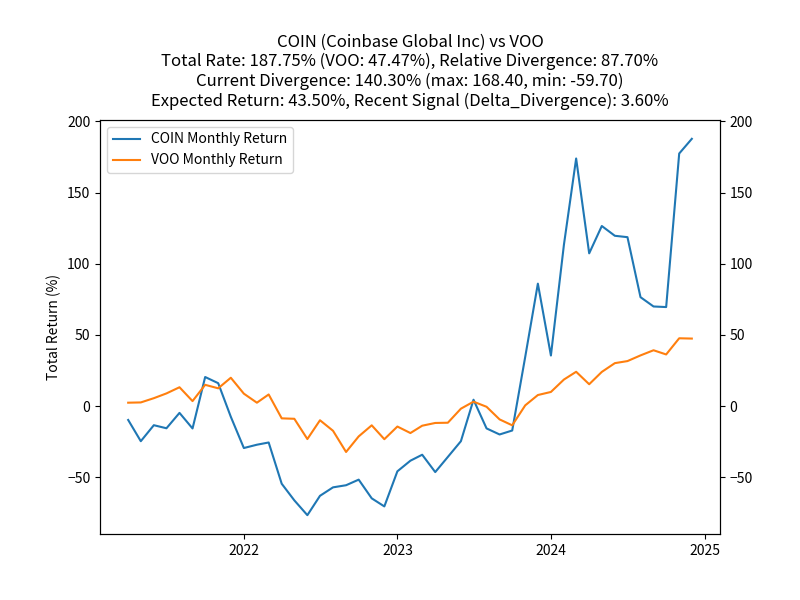 COIN (Coinbase Global Inc) vs VOO
Total Rate: 187.75% (VOO: 47.47%), Relative Divergence: 87.70%
Current Divergence: 140.30% (max: 168.40, min: -59.70)
Expected Return: 43.50%, Recent Signal (Delta_Divergence): 3.60%
COIN Monthly Return
VOO Monthly Return
Total Return (%)
200
150
100
50
0
−50
200
150
100
50
0
−50
2022
2023
2024
2025